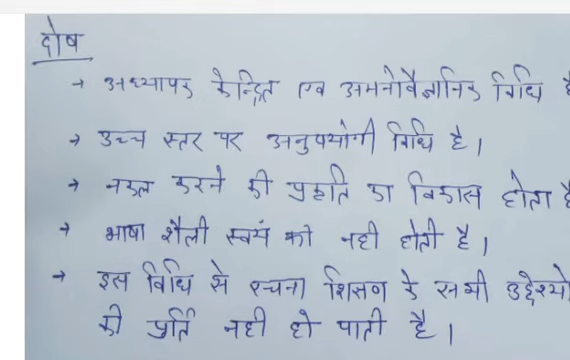 दोष
→ अध्यापक केन्द्रित एव अमनोवैज्ञानिक विधि है
→ उच्च स्तर पर अनुपयोगी विधि है।
→ नकल करने की प्रकृति का विकास होता है
→ भाषा शैली स्वयं की नही होती है।
→ इस विधि से रचना शिक्षण के सभी उद्देश्यो
की पूर्ति नही हो पाती है।